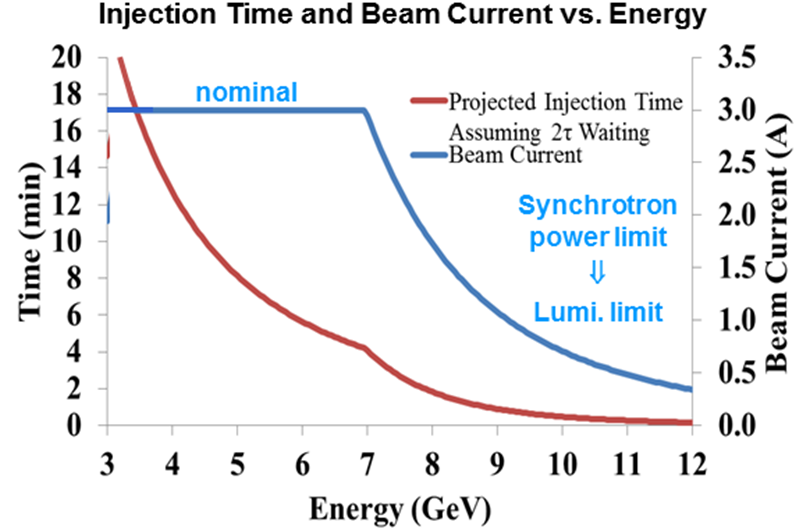 Injection Time and Beam Current vs. Energy
20
18
16
14
12
10
8
6
4
2
0
Time (min)
nominal
Projected Injection Time
Assuming 2τ Waiting
Beam Current
Synchrotron
power limit
⇓
Lumi. limit
3.5
3.0
2.5
2.0
1.5
1.0
0.5
0.0
Beam Current (A)
3 4 5 6 7 8 9 10 11 12
Energy (GeV)